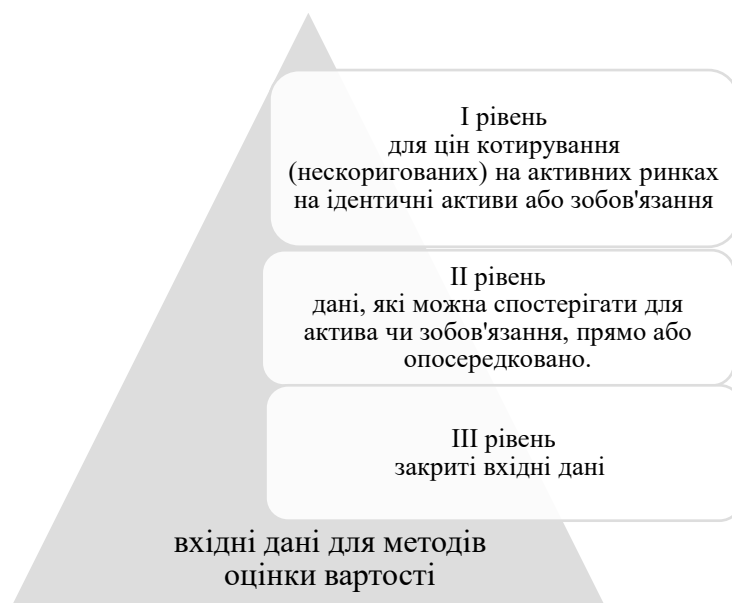 І рівень
для цін котирування
(нескоригованих) на активних ринках
на ідентичні активи або зобов'язання
ІІ рівень
дані, які можна спостерігати для
актива чи зобов'язання, прямо або
опосередковано.
ІІІ рівень
закриті вхідні дані
вхідні дані для методів
оцінки вартості